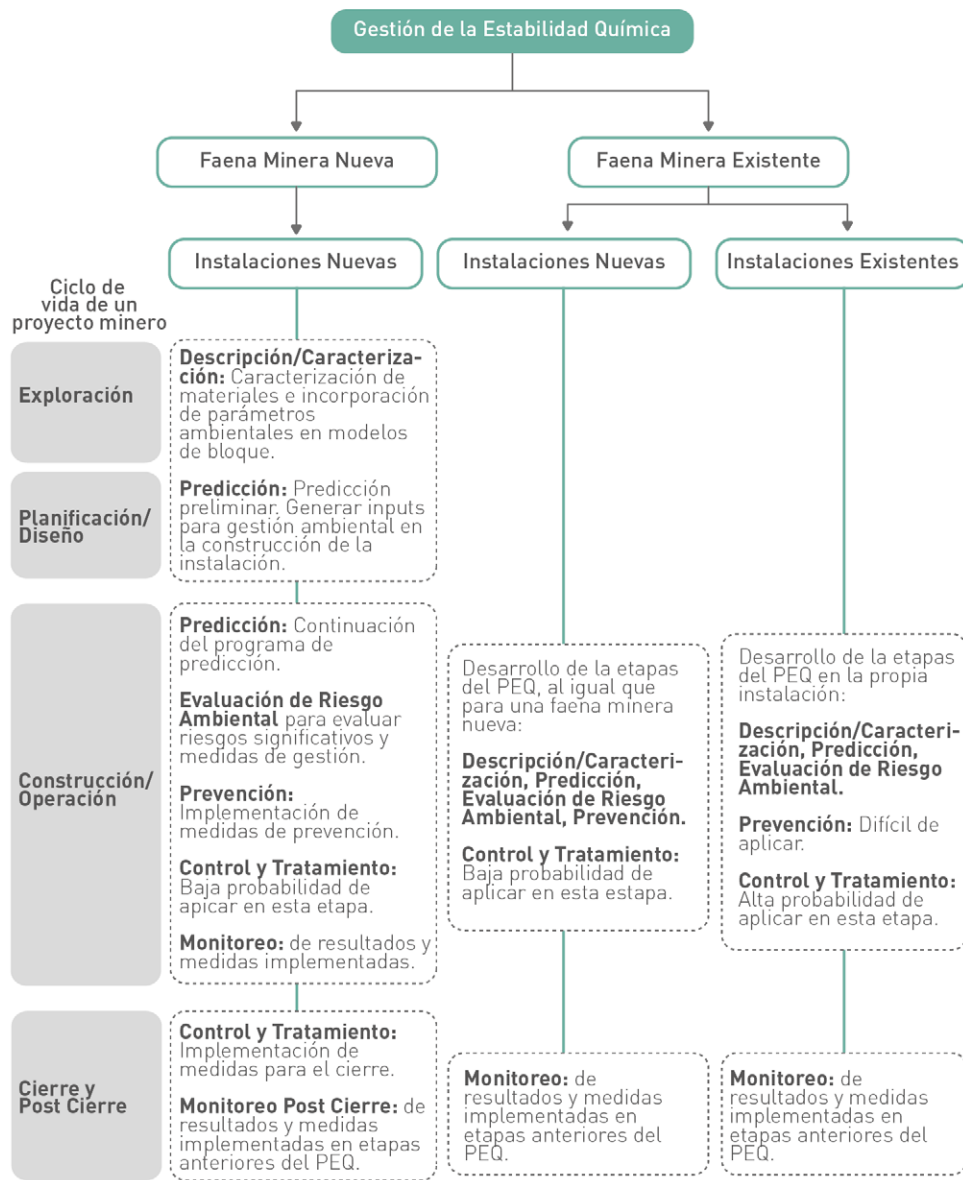 Gestión de la Estabilidad Química
Faena Minera Nueva
Faena Minera Existente
Instalaciones Nuevas
Instalaciones Nuevas
Instalaciones Existentes
Ciclo de
vida de un
proyecto minero
Exploración
Descripción/Caracteriza-
ción: Caracterización de
materiales e incorporación
de parámetros
ambientales en modelos
de bloque.
Planificación/
Diseño
Predicción: Predicción
preliminar. Generar inputs
para gestión ambiental en
la construcción de la
instalación.
Construcción/
Operación
Predicción: Continuación
del programa de
predicción.
Evaluación de Riesgo
Ambiental para evaluar
riesgos significativos y
medidas de gestión.
Prevención:
Implementación de
medidas de prevención.
Control y Tratamiento:
Baja probabilidad de
apicar en esta etapa.
Monitoreo: de resultados y
medidas implementadas.
Desarrollo de la etapas
del PEQ, al igual que
para una faena minera
nueva:
Descripción/Caracteri-
zación, Predicción,
Evaluación de Riesgo
Ambiental, Prevención.
Control y Tratamiento:
Baja probabilidad de
aplicar en esta estapa.
Desarrollo de la etapas
del PEQ en la propia
instalación:
Descripción/Caracteri-
zación, Predicción,
Evaluación de Riesgo
Ambiental.
Prevención: Difícil de
aplicar.
Control y Tratamiento:
Alta probabilidad de
aplicar en esta etapa.
Cierre y
Post Cierre
Control y Tratamiento:
Implementación de
medidas para el cierre.
Monitoreo Post Cierre: de
resultados y medidas
implementadas en etapas
anteriores del PEQ.
Monitoreo: de
resultados y medidas
implementadas en
etapas anteriores del
PEQ.
Monitoreo: de
resultados y medidas
implementadas en
etapas anteriores del
PEQ.